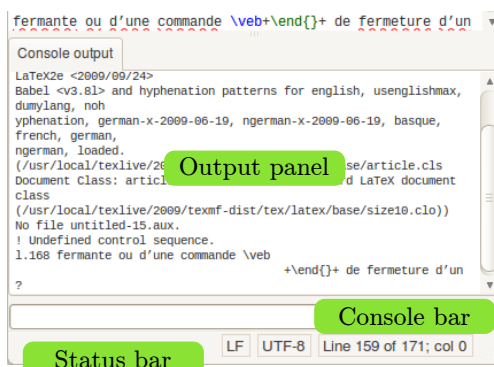 fermante ou d'une commande \veb+\end{}+ de fermeture d'un
Console output
LaTeX2e <2009/09/24>
Babel <v3.8l> and hyphenation patterns for english, usenglishmax,
dumylang, noh
yphenation, german-x-2009-06-19, ngerman-x-2009-06-19, basque,
french, german,
ngerman, loaded.
(/usr/local/texlive/20 se/article.cls
Output panel
Document Class: articl d LaTeX document
class
(/usr/local/texlive/2009/texmf-dist/tex/latex/base/size10.clo))
No file untitled-15.aux.
! Undefined control sequence.
l.168 fermante ou d'une commande \veb
+\end{}+ de fermeture d'un
?
Console bar
LF UTF-8 Line 159 of 171; col 0
Status bar